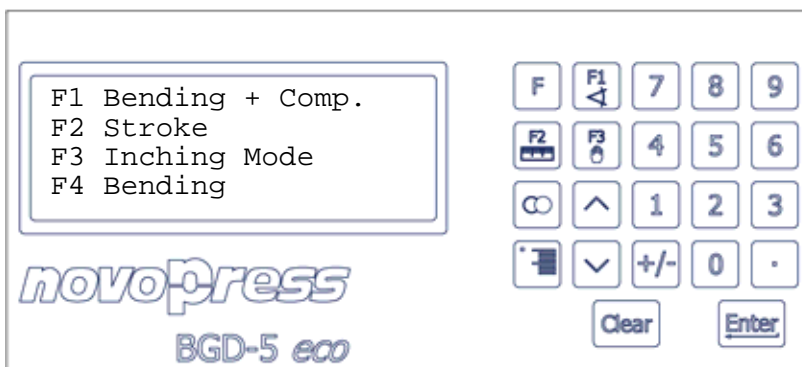 F1 Bending + Comp.
F2 Stroke
F3 Inching Mode
F4 Bending
novopress
BGD-5 eco
F F1 7 8 9
F2 F3 4 5 6
1 2 3
+/- 0 .
Clear Enter